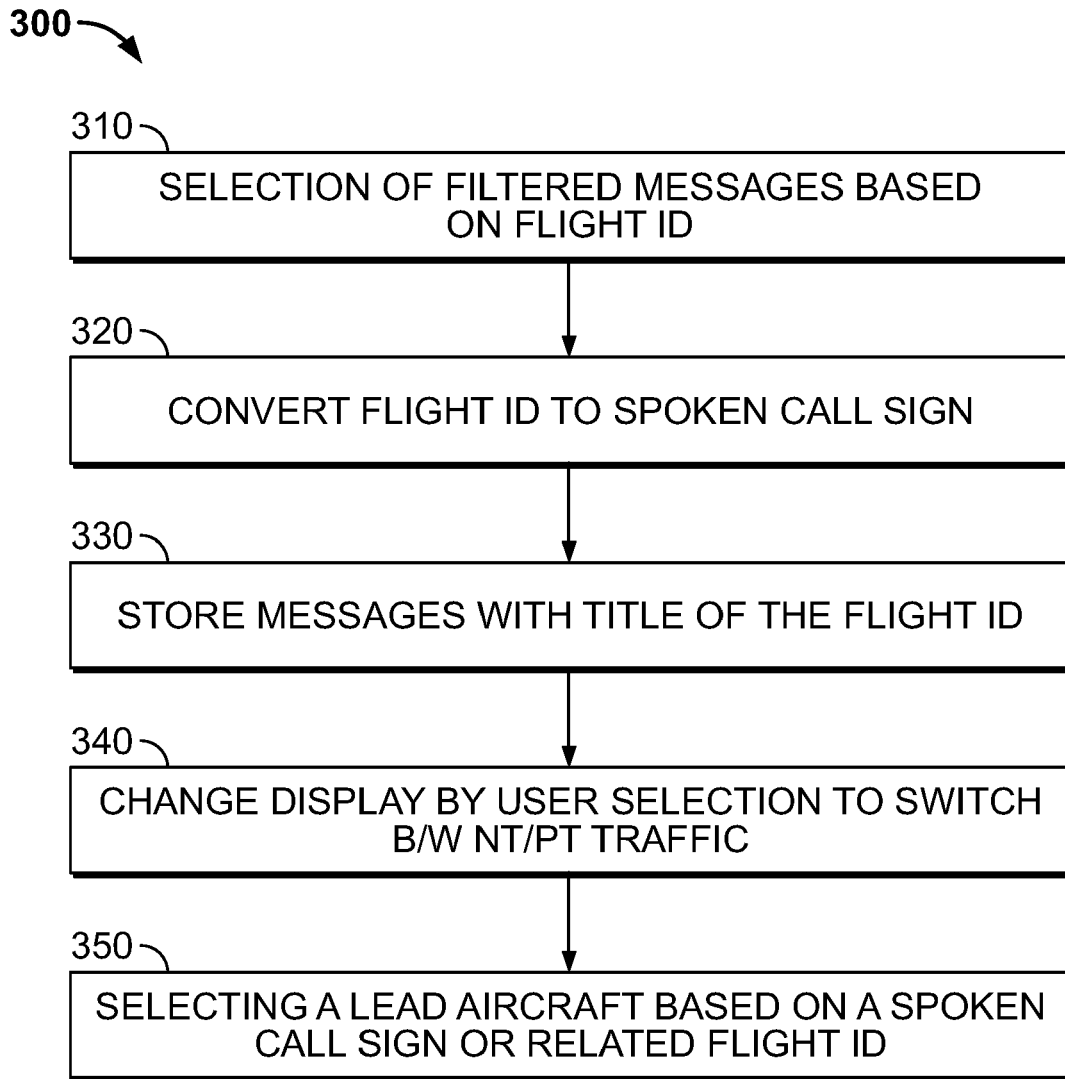 300
310
SELECTION OF FILTERED MESSAGES BASED
ON FLIGHT ID
320
CONVERT FLIGHT ID TO SPOKEN CALL SIGN
330
STORE MESSAGES WITH TITLE OF THE FLIGHT ID
340
CHANGE DISPLAY BY USER SELECTION TO SWITCH
B/W NT/PT TRAFFIC
350
SELECTING A LEAD AIRCRAFT BASED ON A SPOKEN
CALL SIGN OR RELATED FLIGHT ID